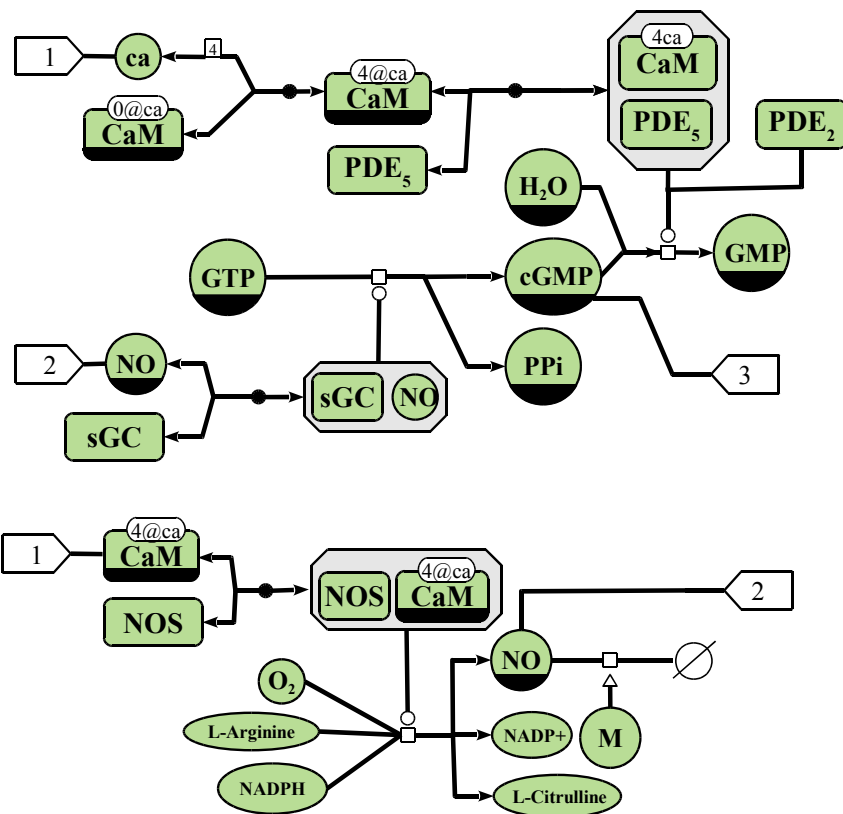 1
ca
4
0@ca
CaM
4@ca
CaM
PDE5
4ca
CaM
PDE5
PDE2
H2O
GTP
cGMP
GMP
2
NO
sGC
sGC
NO
PPi
3
1
4@ca
CaM
NOS
NOS
4@ca
CaM
2
NO
O2
L-Arginine
NADPH
NADP+
M
L-Citrulline